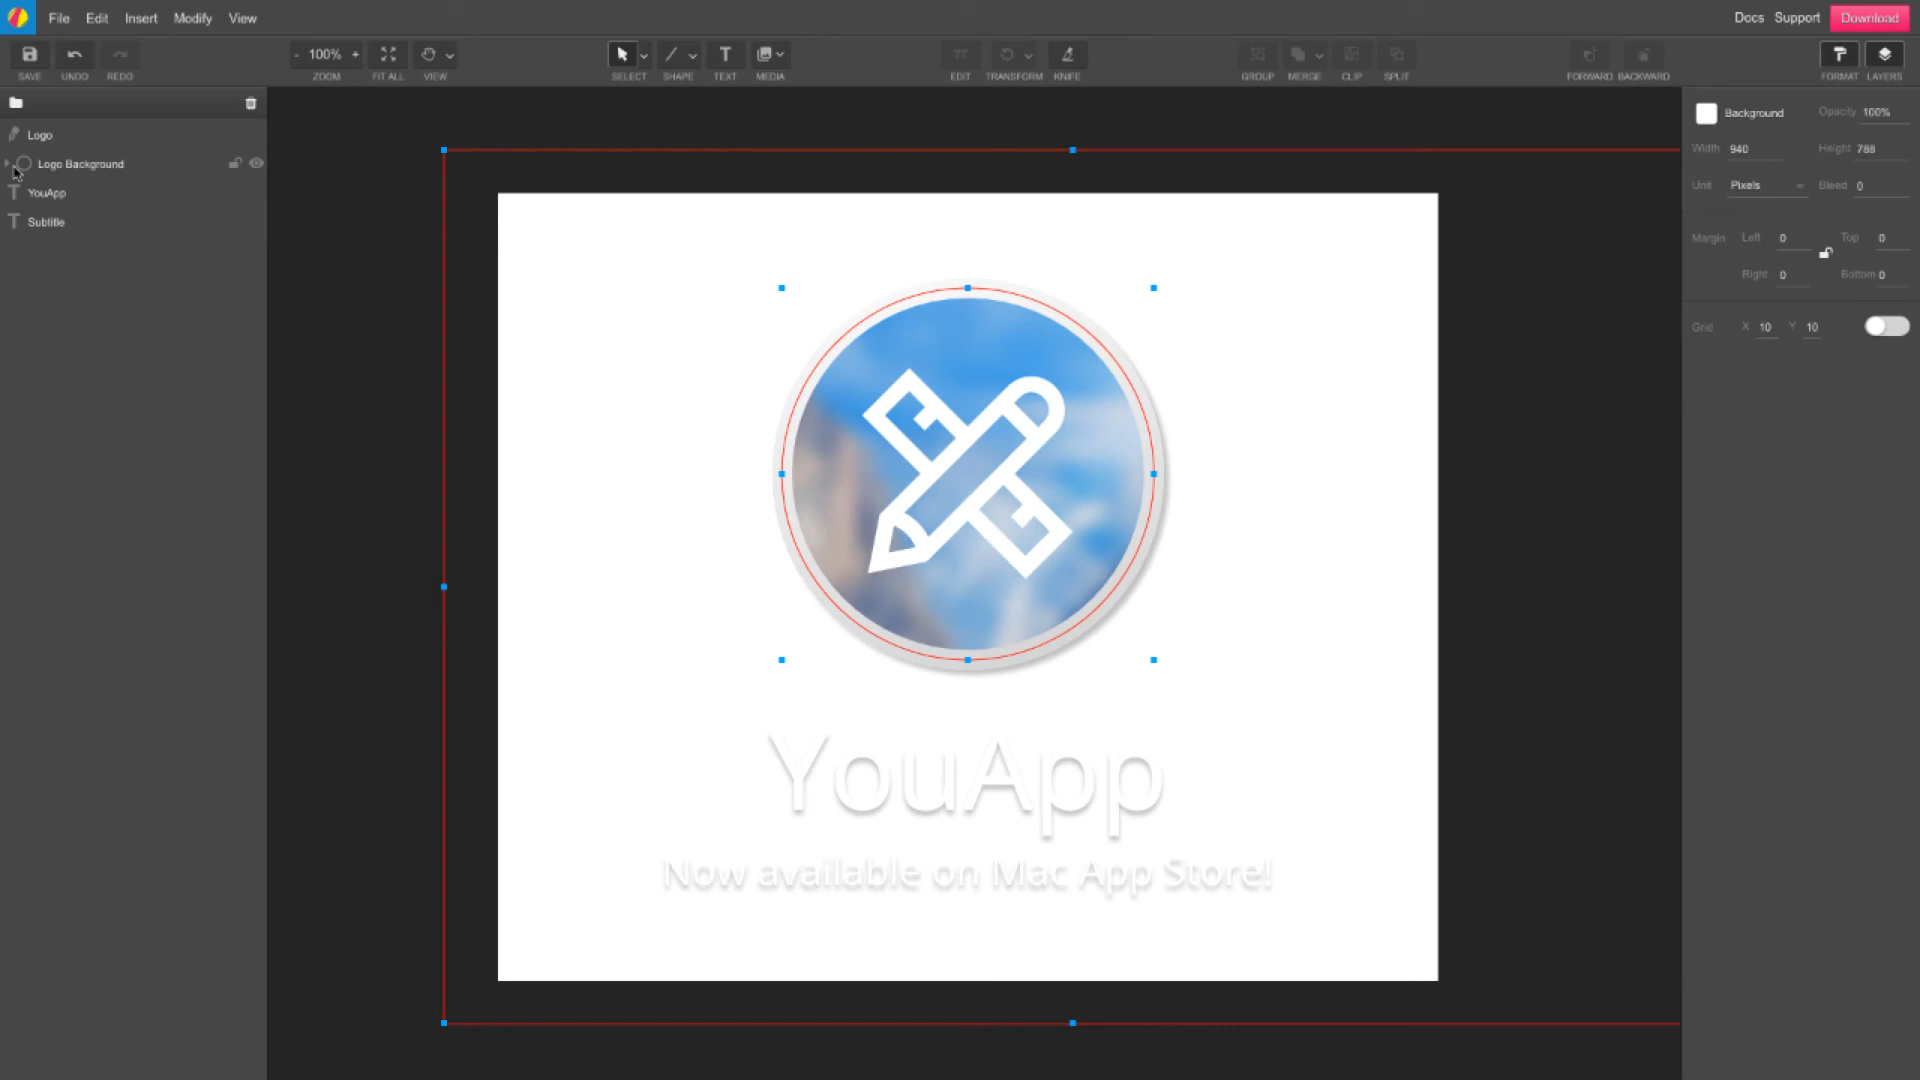 File Edit Insert Modify View Docs Support Download
- 100% +
SAVE UNDO REDO ZOOM FIT ALL VIEW SELECT SHAPE TEXT MEDIA EDIT TRANSFORM KNIFE GROUP MERGE CLIP SPLIT FORWARD BACKWARD FORMAT LAYERS
Background Opacity 100%
Logo
Width 940 Height 788
Logo Background
Unit Pixels Bleed 0
YouApp
Subtitle
Margin Left 0 Top 0
Right 0 Bottom 0
Grid X 10 Y 10
YouApp
Now available on Mac App Store!